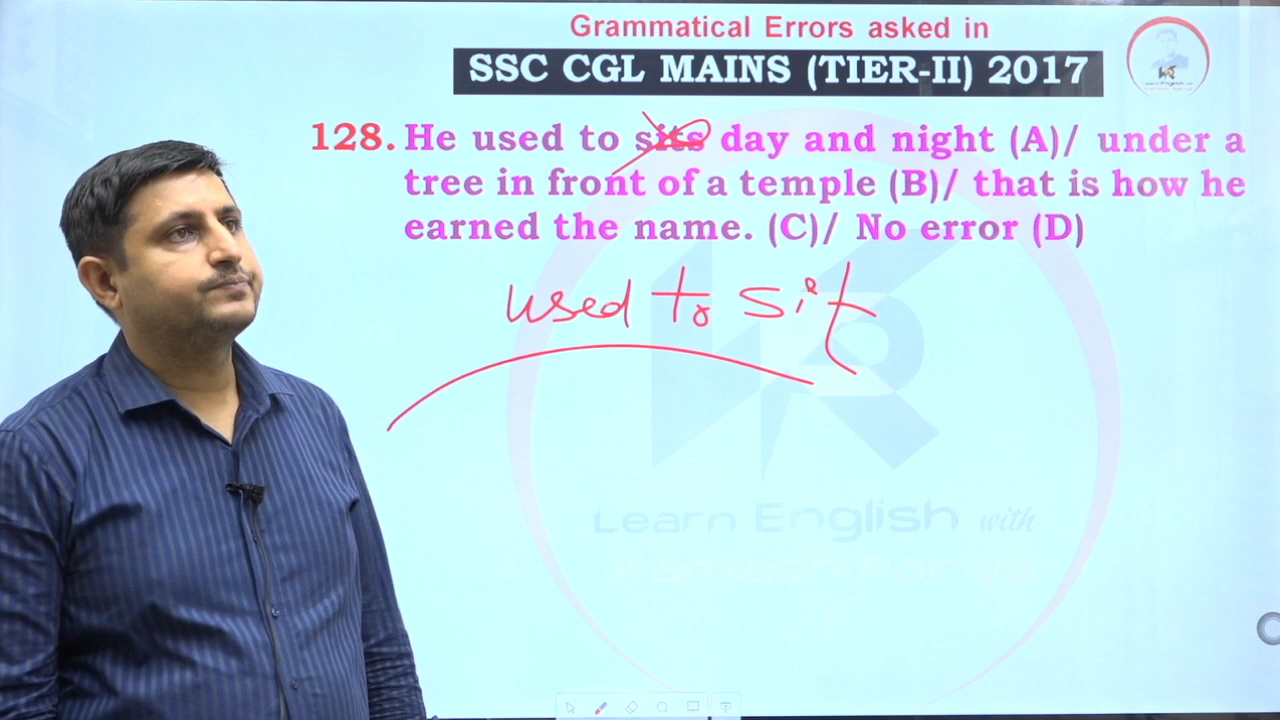 Grammatical Errors asked in
SSC CGL MAINS (TIER-II) 2017
128. He used to sits day and night (A)/ under a
tree in front of a temple (B)/ that is how he
earned the name. (C)/ No error (D)
used to sit
Learn English with